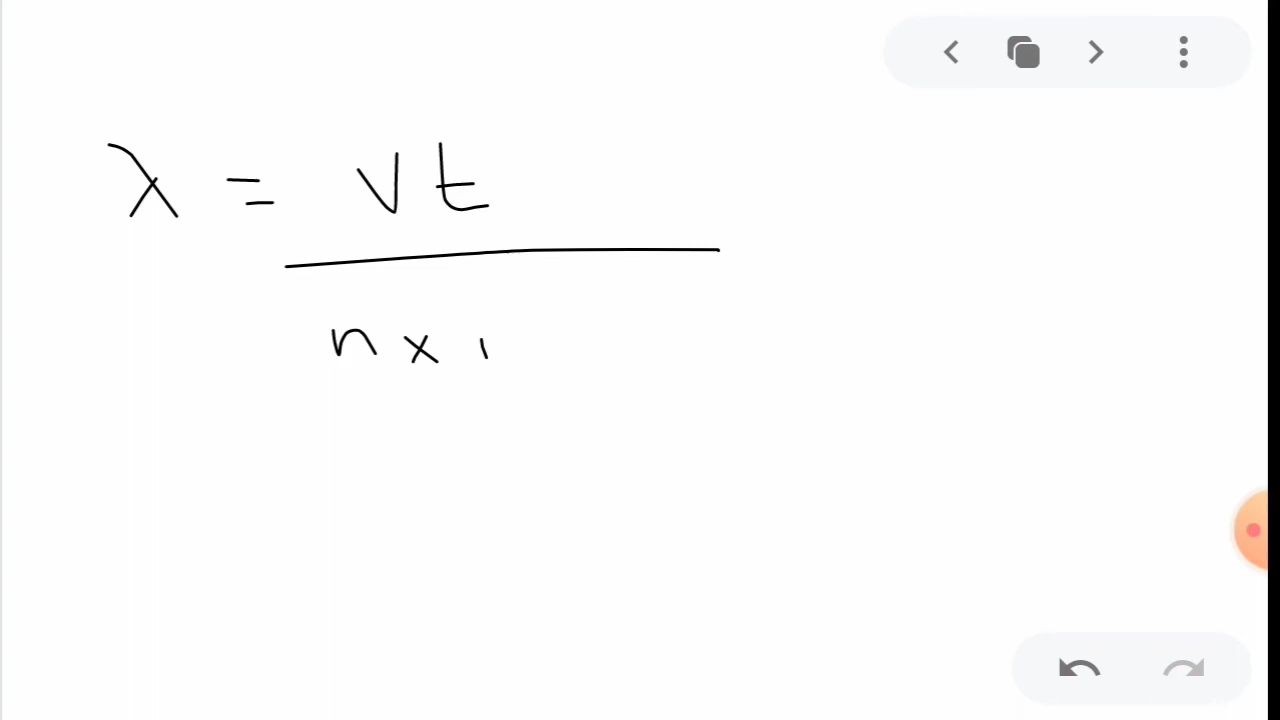 λ = vt
n x